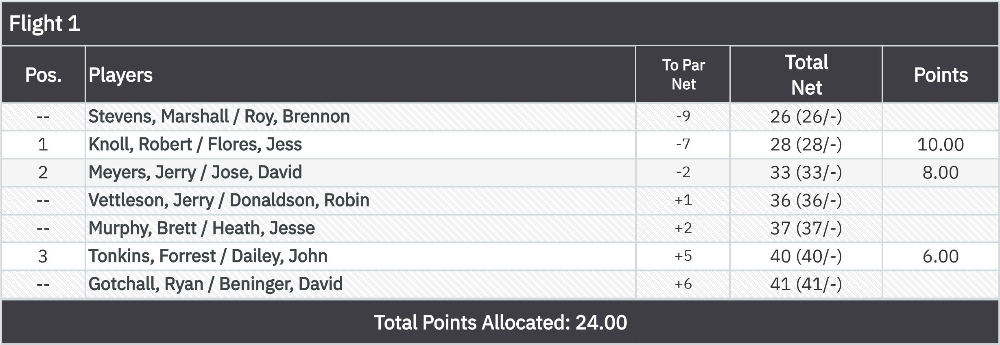 Flight 1
Pos. Players To Par Net Total Net Points
-- Stevens, Marshall / Roy, Brennon -9 26 (26/-)
1 Knoll, Robert / Flores, Jess -7 28 (28/-) 10.00
2 Meyers, Jerry / Jose, David -2 33 (33/-) 8.00
-- Vettleson, Jerry / Donaldson, Robin +1 36 (36/-)
-- Murphy, Brett / Heath, Jesse +2 37 (37/-)
3 Tonkins, Forrest / Dailey, John +5 40 (40/-) 6.00
-- Gotchall, Ryan / Beninger, David +6 41 (41/-)
Total Points Allocated: 24.00